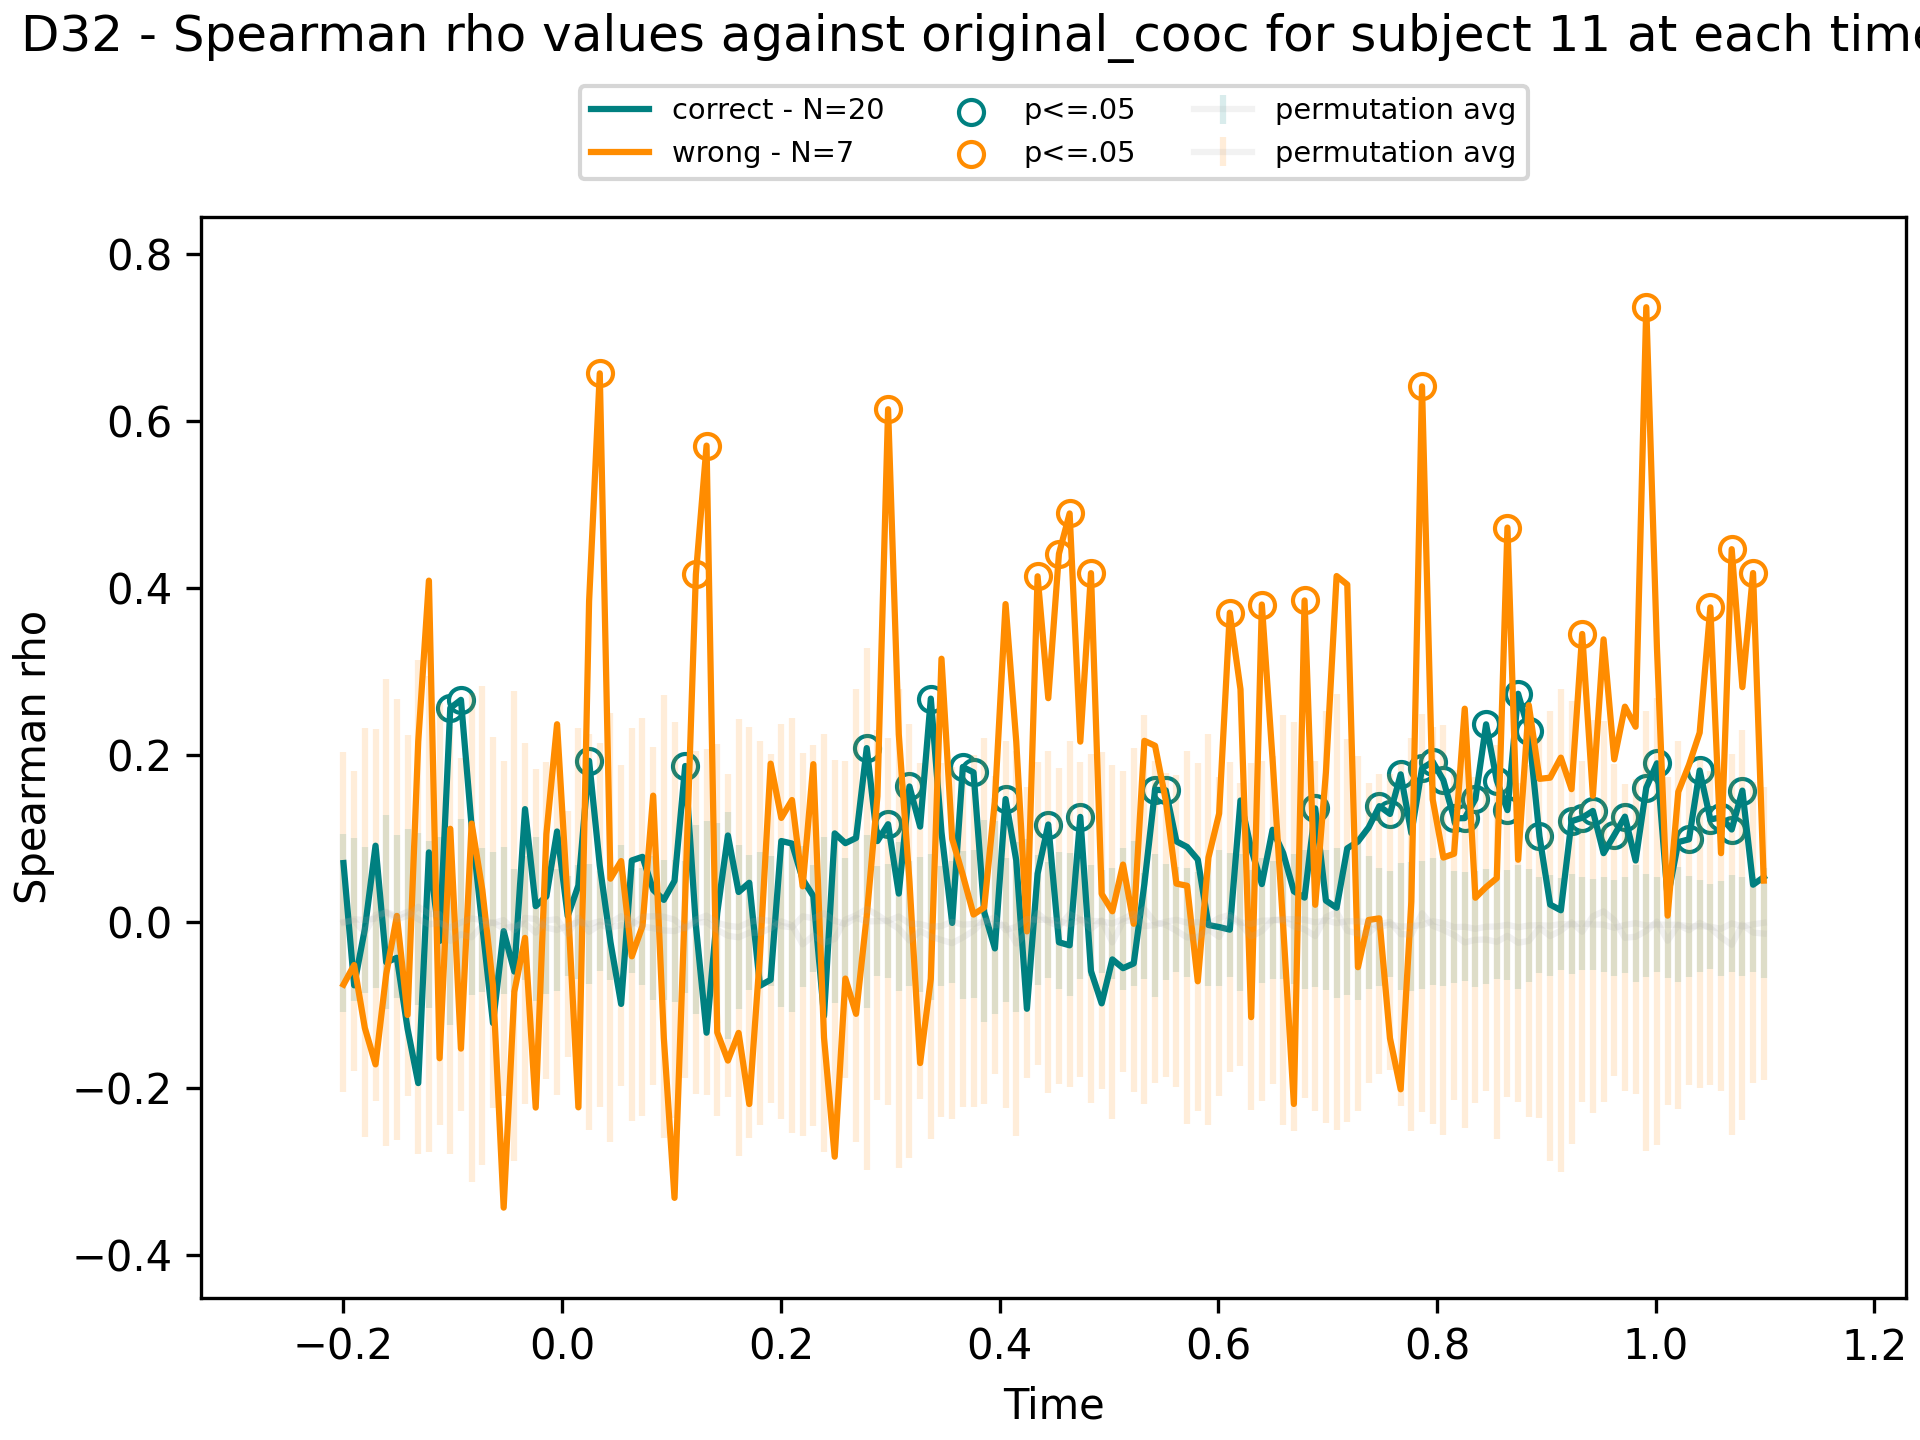 D32 - Spearman rho values against original_cooc for subject 11 at each time
correct - N=20
wrong - N=7
p<=.05
p<=.05
permutation avg
permutation avg
0.8
0.6
0.4
0.2
0.0
−0.2
−0.4
Spearman rho
−0.2 0.0 0.2 0.4 0.6 0.8 1.0 1.2
Time